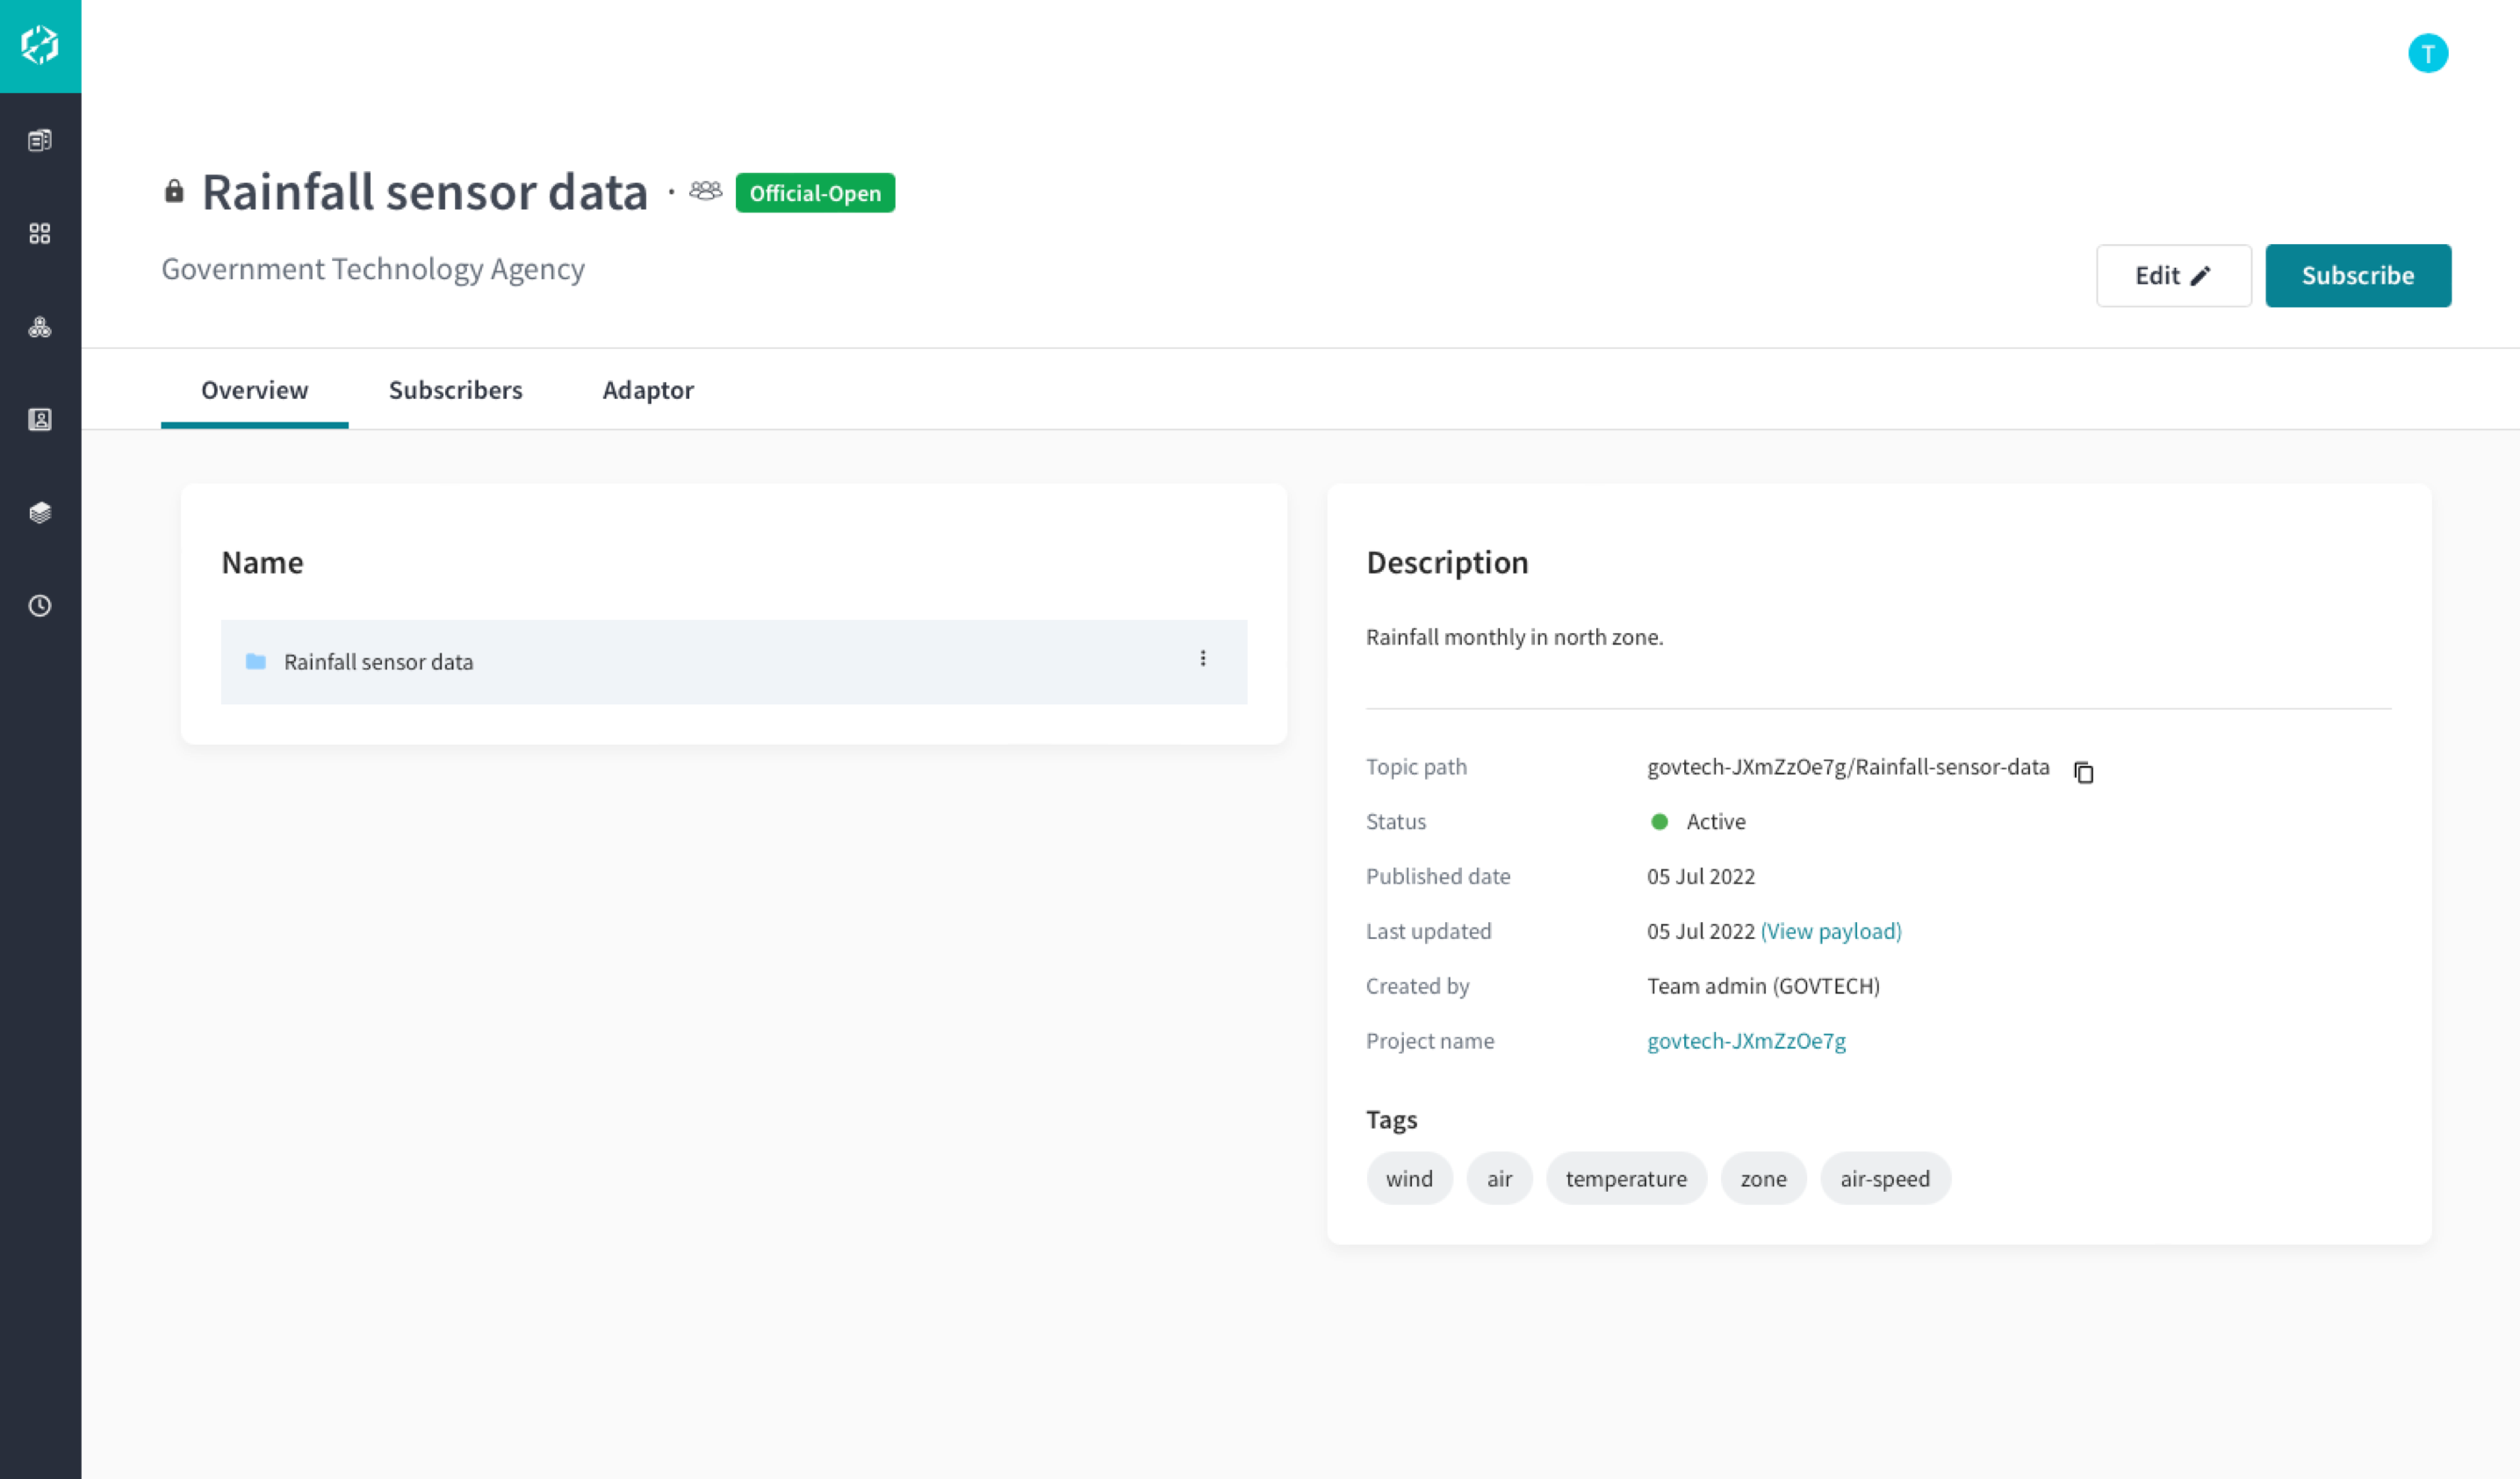 T
Rainfall sensor data · Official-Open
Government Technology Agency
Edit
Subscribe
Overview
Subscribers
Adaptor
Name
Rainfall sensor data
Description
Rainfall monthly in north zone.
Topic path govtech-JXmZzOe7g/Rainfall-sensor-data
Status Active
Published date 05 Jul 2022
Last updated 05 Jul 2022 (View payload)
Created by Team admin (GOVTECH)
Project name govtech-JXmZzOe7g
Tags
wind air temperature zone air-speed